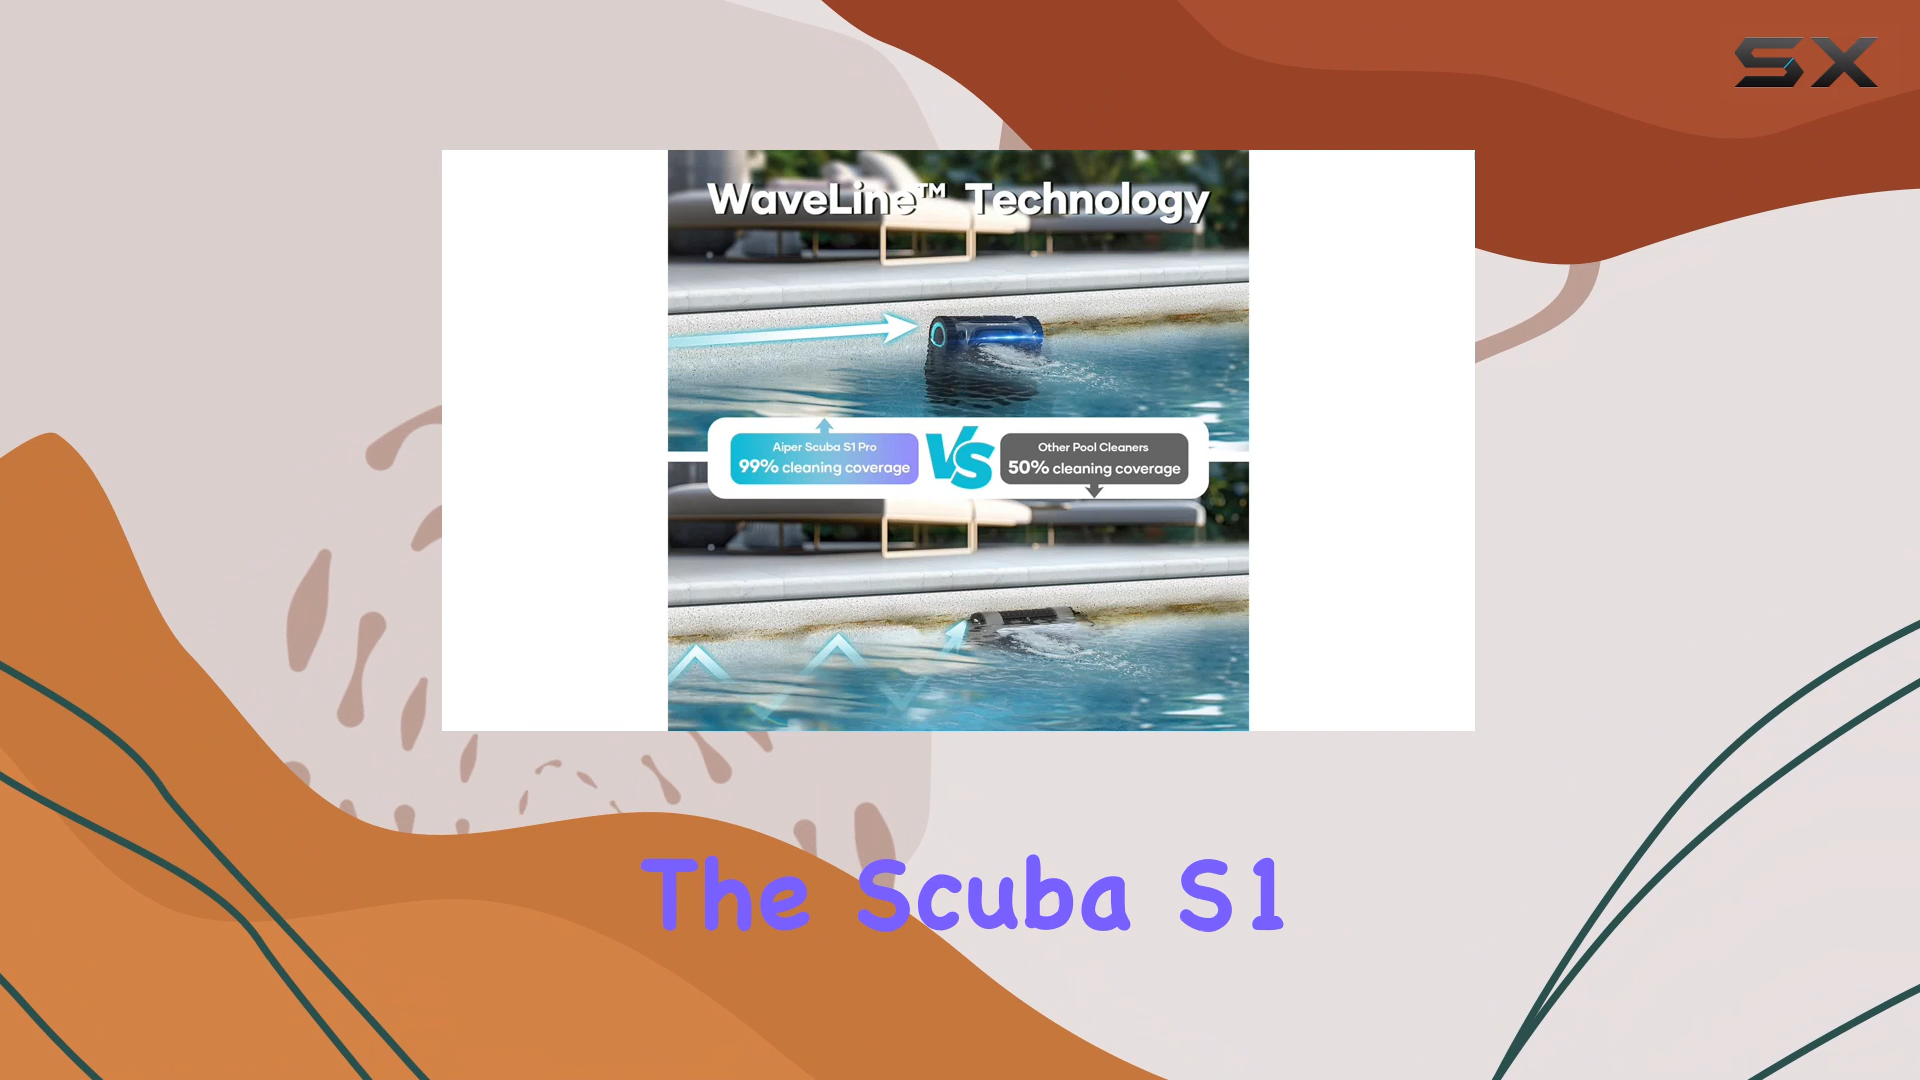 SX
WaveLine™ Technology
Aiper Scuba S1 Pro
99% cleaning coverage
VS
Other Pool Cleaners
50% cleaning coverage
The Scuba S1